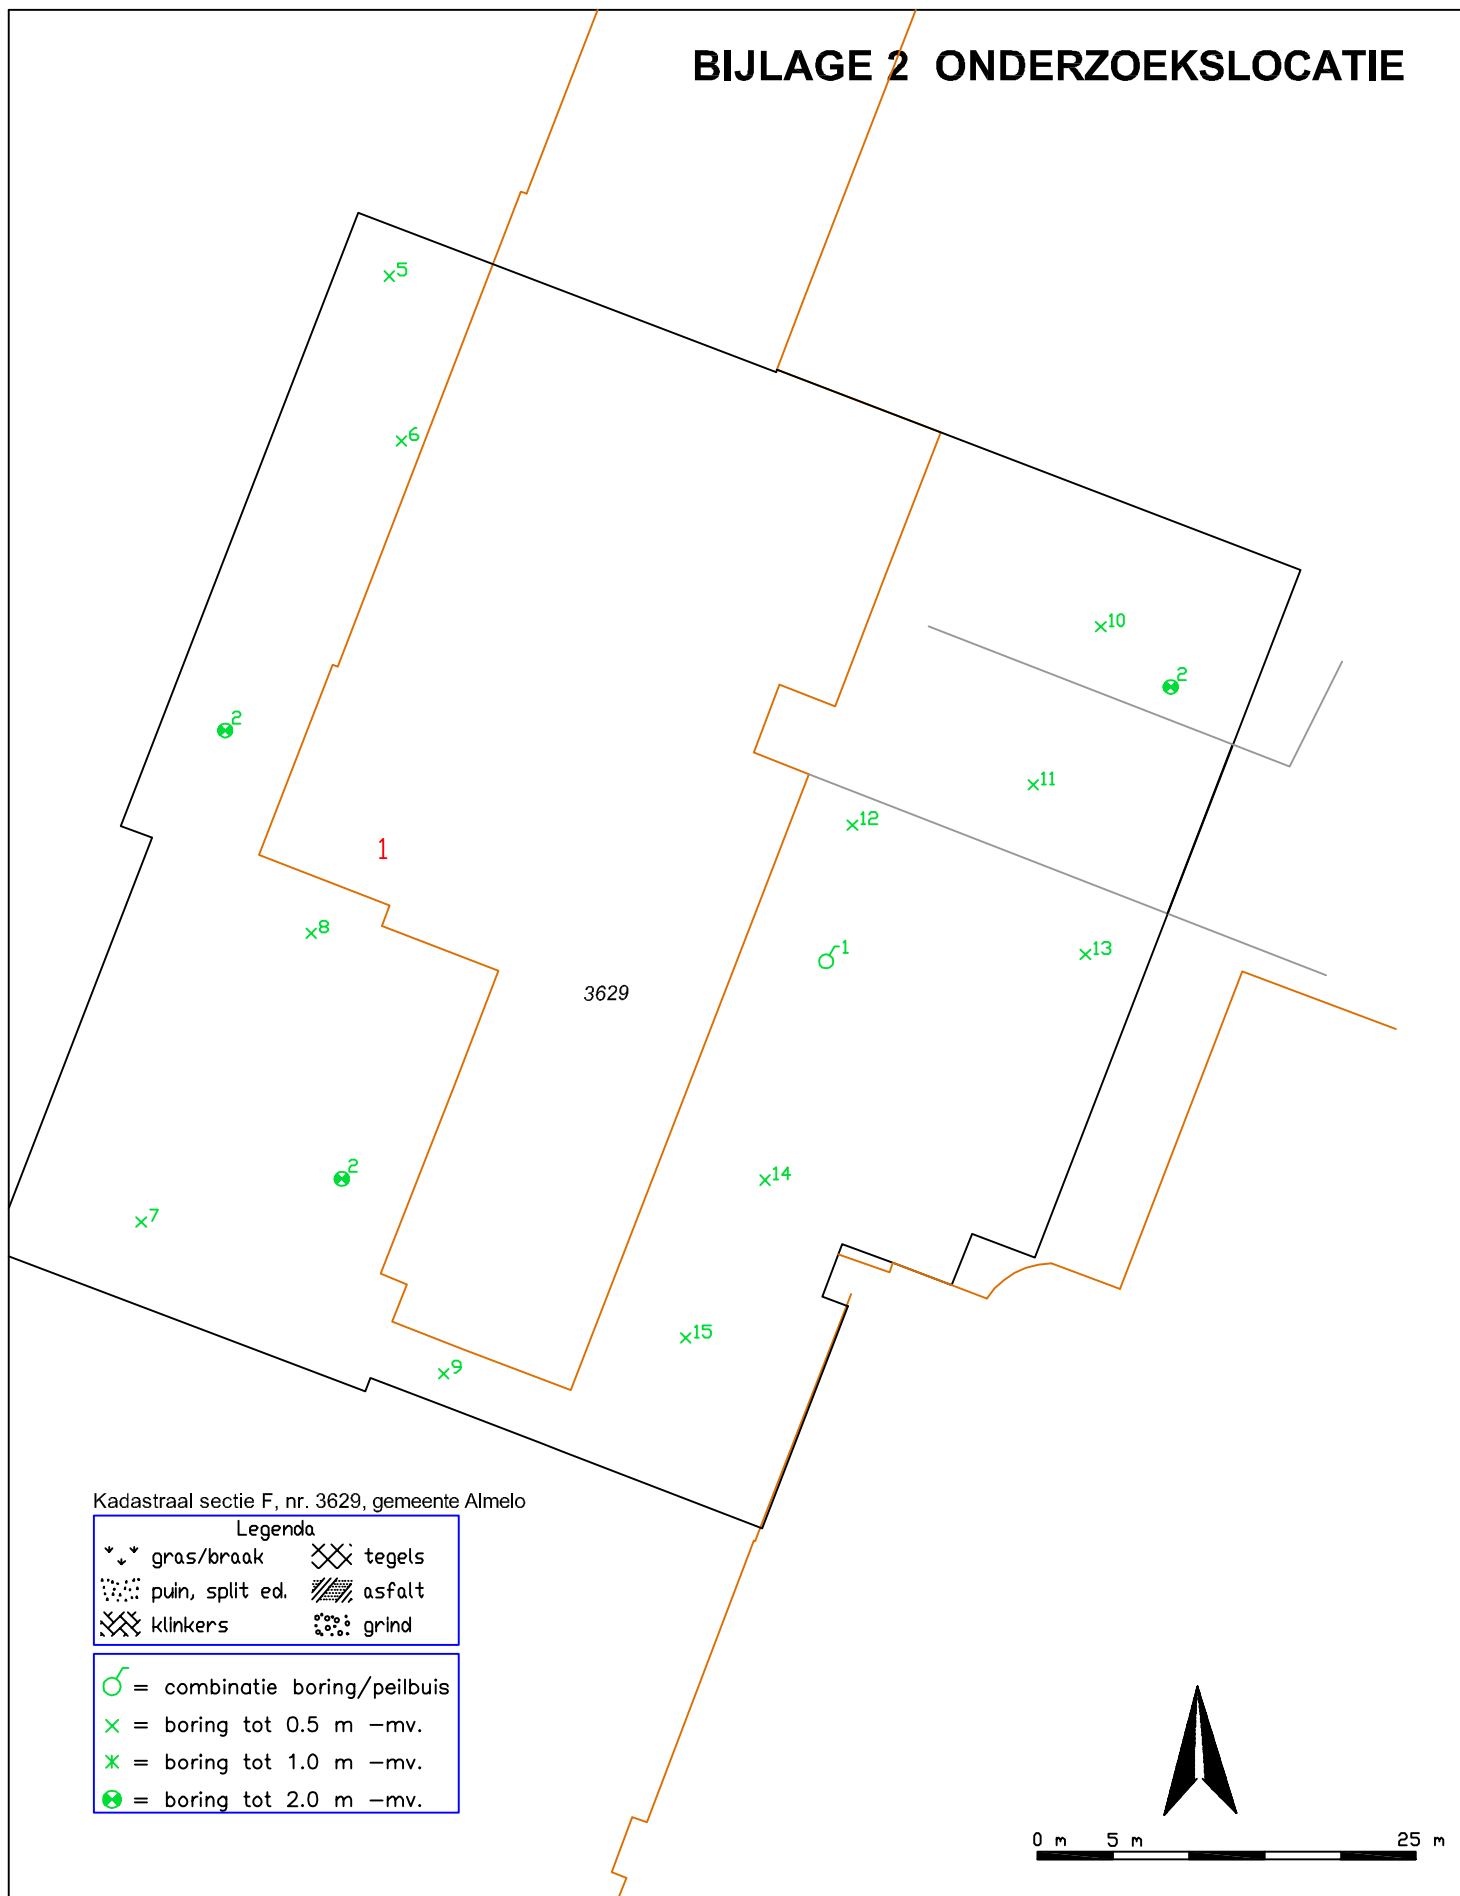 BIJLAGE 2 ONDERZOEKSLOCATIE
5
6
10
2
2
11
12
1
8
1
13
3629
14
2
7
15
9
Kadastraal sectie F, nr. 3629, gemeente Almelo
Legenda
gras/braak tegels
puin, split ed. asfalt
klinkers grind
= combinatie boring/peilbuis
= boring tot 0.5 m -mv.
= boring tot 1.0 m -mv.
= boring tot 2.0 m -mv.
0 m 5 m 25 m